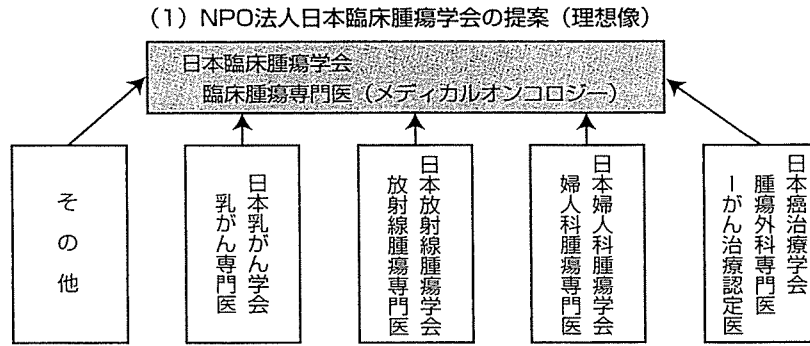 (1) NPO法人日本臨床腫瘍学会の提案（理想像）
日本臨床腫瘍学会
臨床腫瘍専門医（メディカルオンコロジー）
その他
日本乳がん学会
乳がん専門医
日本放射線腫瘍学会
放射線腫瘍専門医
日本婦人科腫瘍学会
婦人科腫瘍専門医
日本癌治療学会
腫瘍外科専門医
ーがん治療認定医